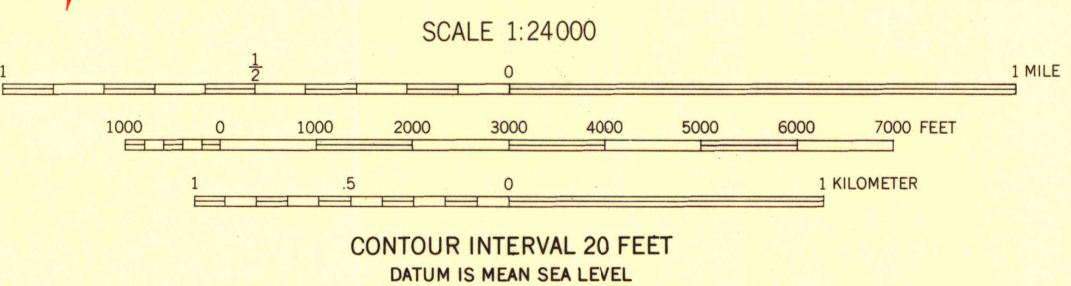 SCALE 1:24000
1 1/2 0 1 MILE
1000 0 1000 2000 3000 4000 5000 6000 7000 FEET
1 .5 0 1 KILOMETER
CONTOUR INTERVAL 20 FEET
DATUM IS MEAN SEA LEVEL